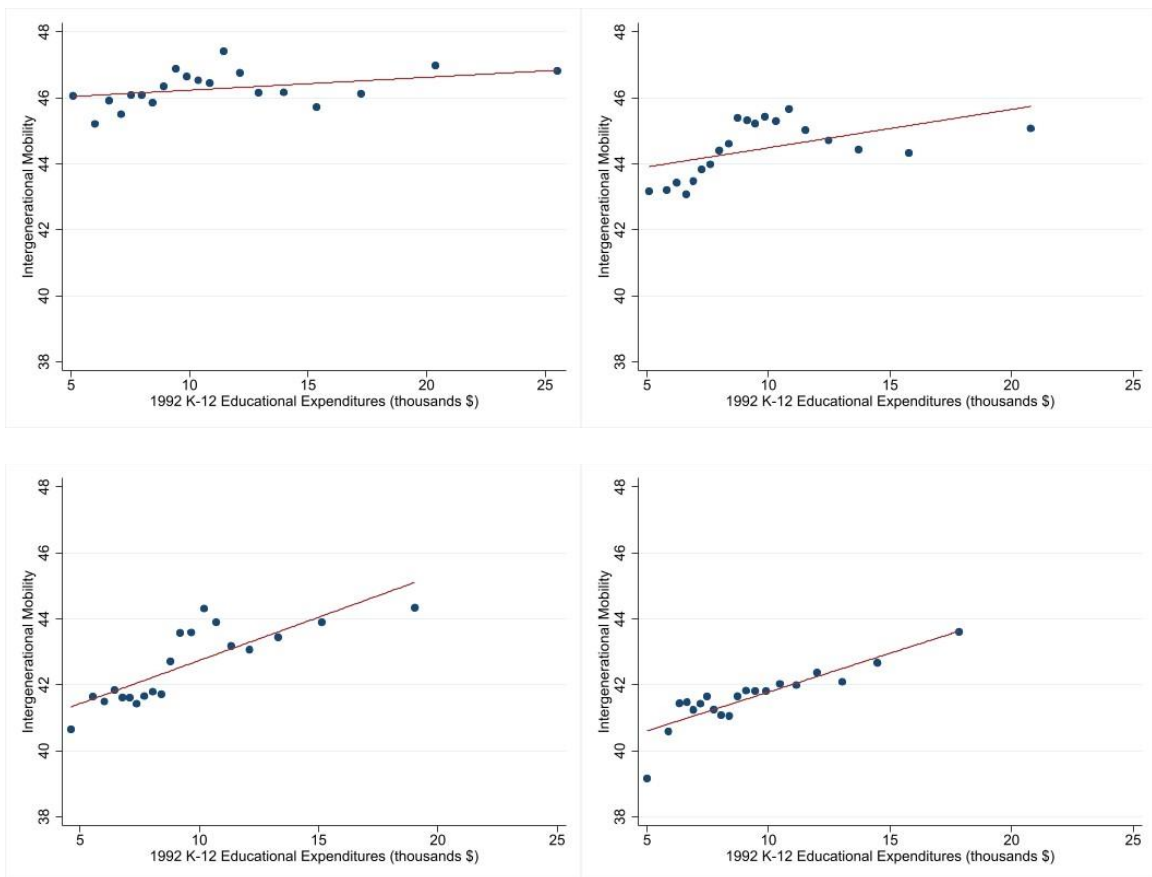 48
46
44
42
40
38
Intergenerational Mobility
5 10 15 20 25
1992 K-12 Educational Expenditures (thousands $)
48
46
44
42
40
38
Intergenerational Mobility
5 10 15 20 25
1992 K-12 Educational Expenditures (thousands $)
48
46
44
42
40
38
Intergenerational Mobility
5 10 15 20 25
1992 K-12 Educational Expenditures (thousands $)
48
46
44
42
40
38
Intergenerational Mobility
5 10 15 20 25
1992 K-12 Educational Expenditures (thousands $)